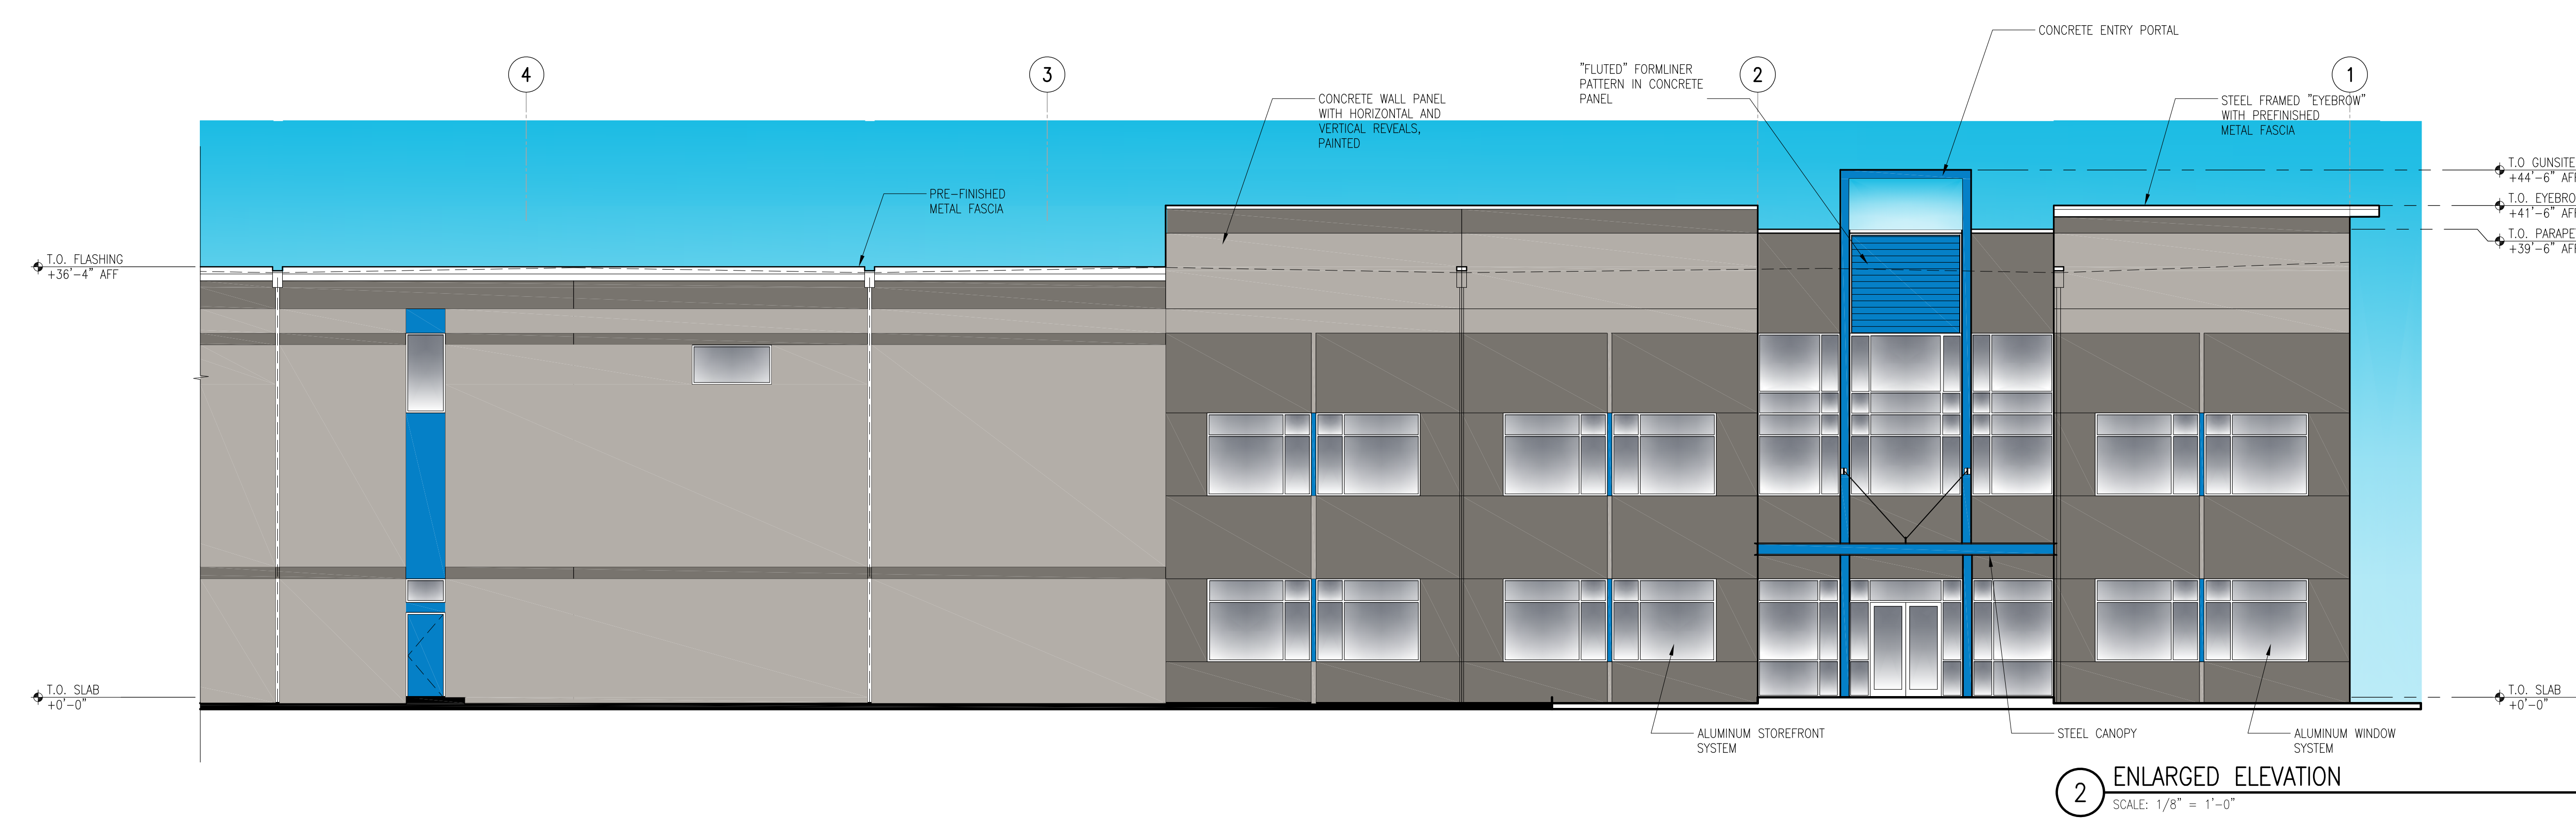 CONCRETE ENTRY PORTAL
4
3
2
1
"FLUTED" FORMLINER
PATTERN IN CONCRETE
PANEL
CONCRETE WALL PANEL
WITH HORIZONTAL AND
VERTICAL REVEALS,
PAINTED
STEEL FRAMED "EYEBROW"
WITH PREFINISHED
METAL FASCIA
PRE-FINISHED
METAL FASCIA
T.O GUNSITE
+44'-6" AF
T.O. EYEBRO
+41'-6" AF
T.O. PARAPE
+39'-6" AF
T.O. FLASHING
+36'-4" AFF
T.O. SLAB
+0'-0"
T.O. SLAB
+0'-0"
ALUMINUM STOREFRONT
SYSTEM
STEEL CANOPY
ALUMINUM WINDOW
SYSTEM
2
ENLARGED ELEVATION
SCALE: 1/8" = 1'-0"